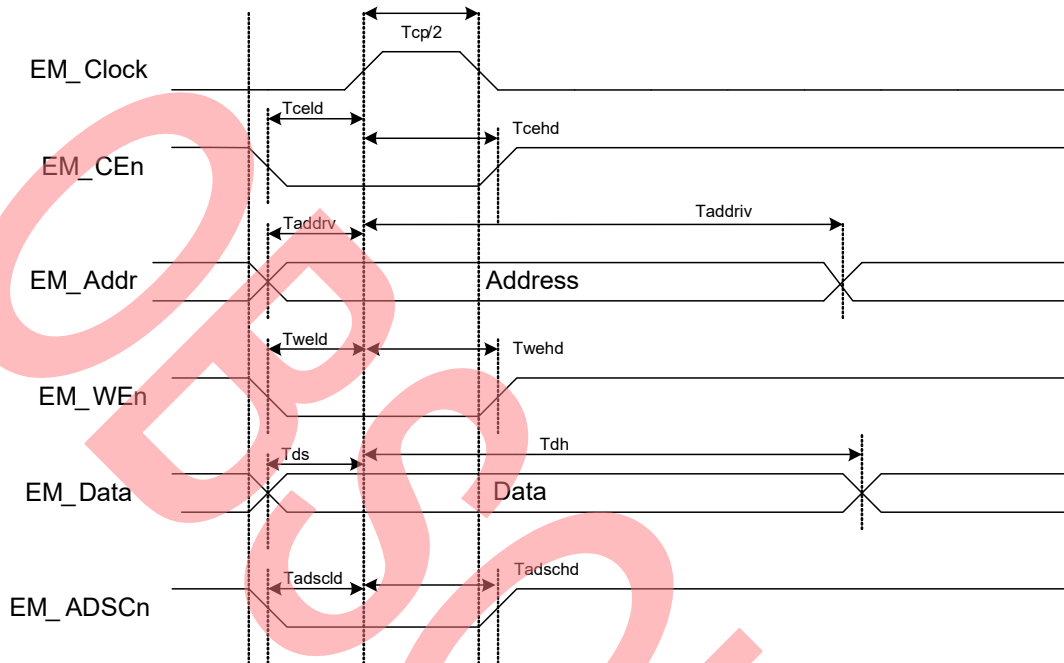 Tcp/2
EM_Clock
Tceld
Tcehd
EM_CEn
Taddrv
Taddriv
EM_Addr
Address
Tweld
Twehd
EM_WEn
Tds
Tdh
EM_Data
Data
Tadscld
Tadschd
EM_ADSCn
OBSO